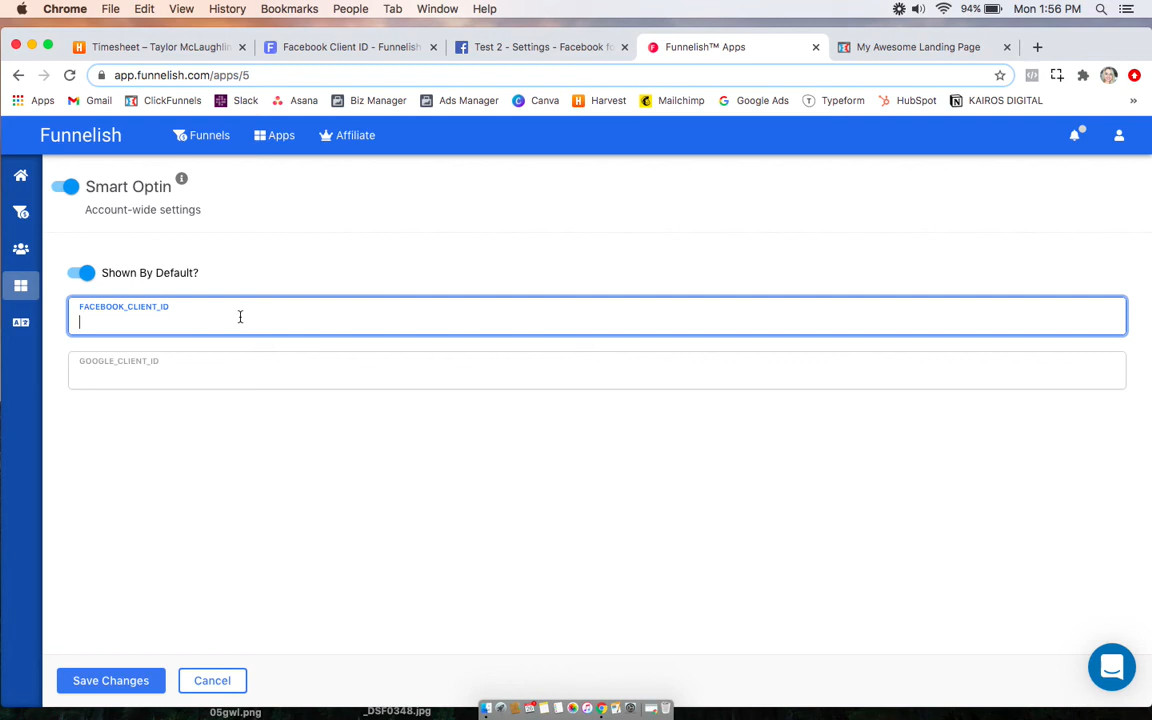 Chrome File Edit View History Bookmarks People Tab Window Help 94% Mon 1:56 PM
Timesheet – Taylor McLaughlin Facebook Client ID - Funnelish Test 2 - Settings - Facebook fo Funnelish™ Apps My Awesome Landing Page
app.funnelish.com/apps/5
Apps Gmail ClickFunnels Slack Asana Biz Manager Ads Manager Canva Harvest Mailchimp Google Ads Typeform HubSpot KAIROS DIGITAL »
Funnelish Funnels Apps Affiliate
Smart Optin
Account-wide settings
Shown By Default?
FACEBOOK_CLIENT_ID
GOOGLE_CLIENT_ID
Save Changes Cancel
05gwl.png _DSF0348.jpg